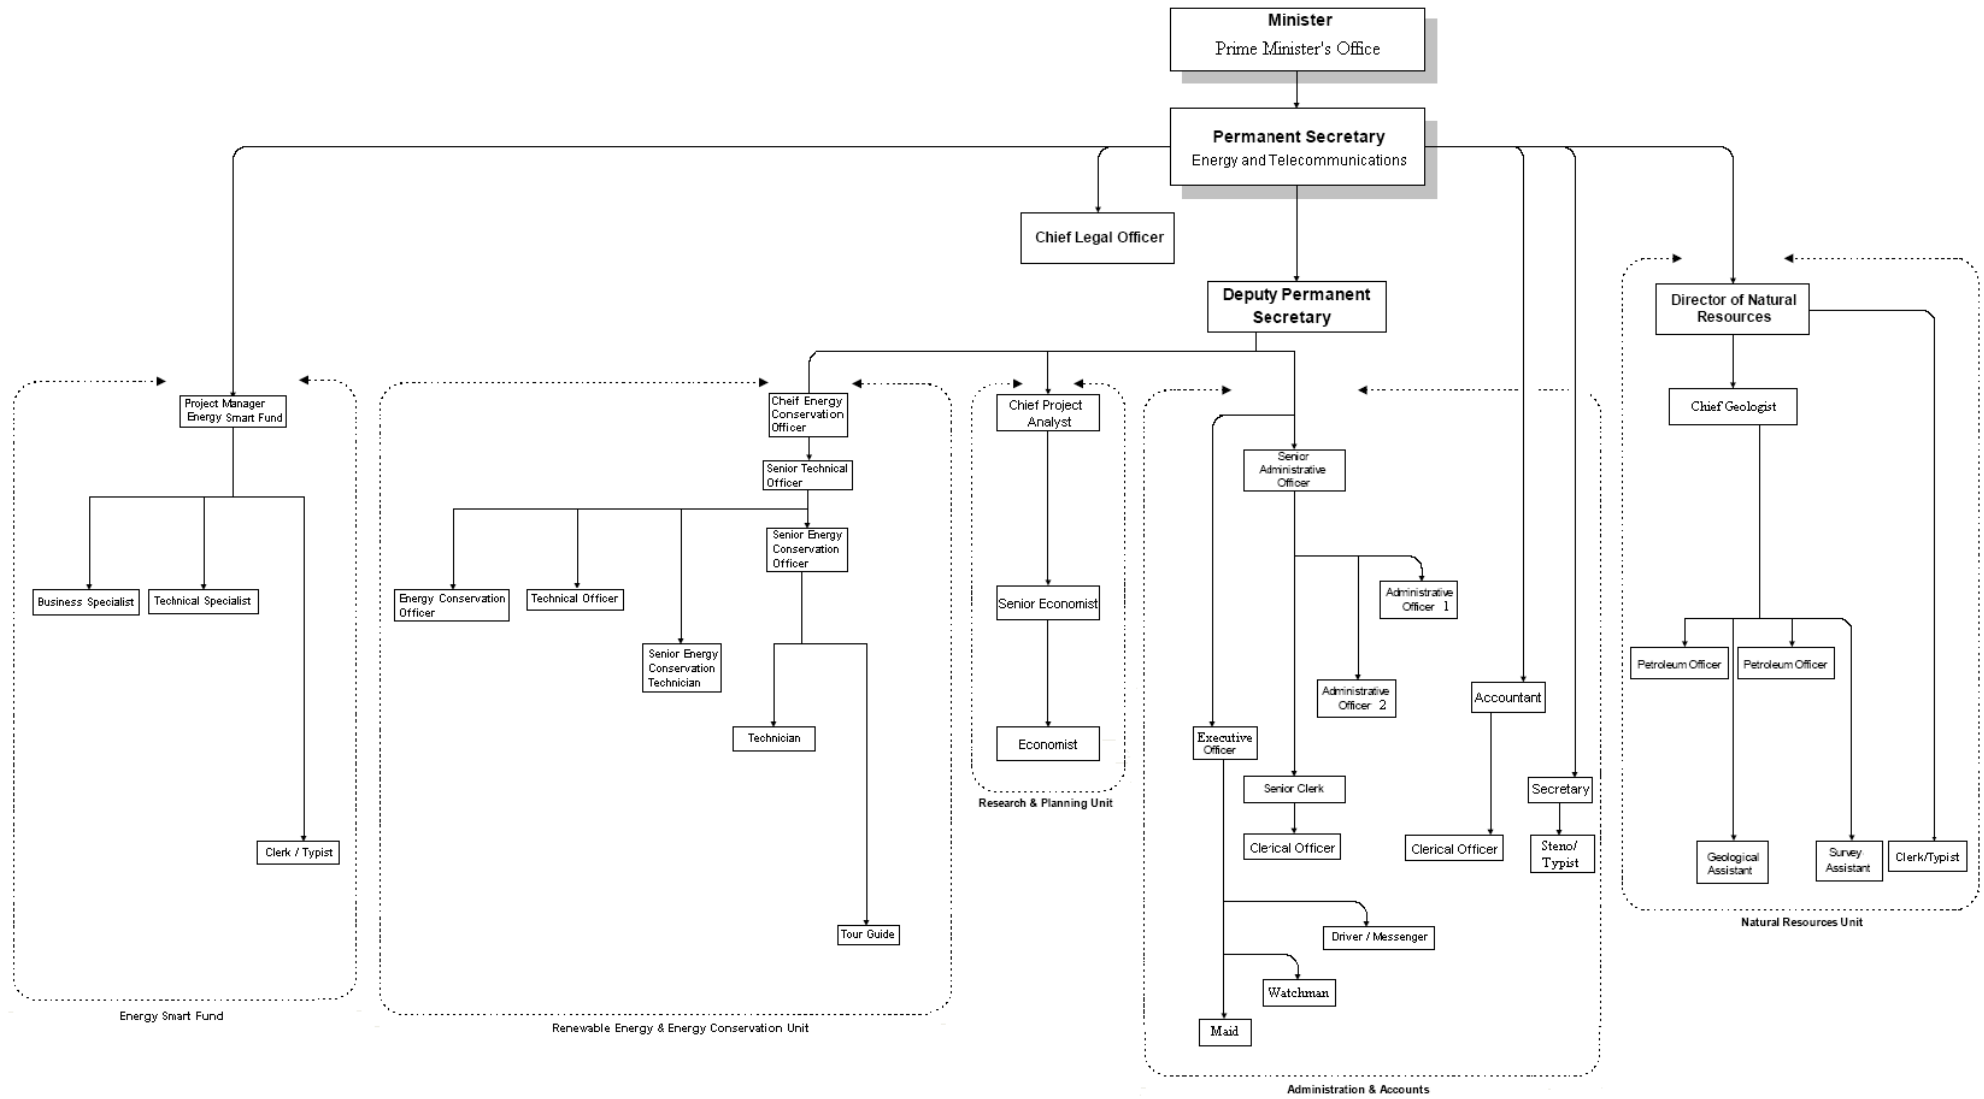 Minister
Prime Minister's Office
Permanent Secretary
Energy and Telecommunications
Chief Legal Officer
Deputy Permanent
Secretary
Director of Natural
Resources
Project Manager
Energy Smart Fund
Cheif Energy
Conservation
Officer
Chief Project
Analyst
Chief Geologist
Senior
Administrative
Officer
Senior Technical
Officer
Senior Energy
Conservation
Officer
Business Specialist
Technical Specialist
Energy Conservation
Officer
Technical Officer
Senior Economist
Administrative
Officer 1
Senior Energy
Conservation
Technician
Petroleum Officer
Petroleum Officer
Administrative
Officer 2
Accountant
Technician
Economist
Executive
Officer
Senior Clerk
Secretary
Research & Planning Unit
Clerk / Typist
Clerical Officer
Clerical Officer
Steno/
Typist
Geological
Assistant
Survey
Assistant
Clerk/Typist
Natural Resources Unit
Tour Guide
Driver / Messenger
Watchman
Maid
Energy Smart Fund
Renewable Energy & Energy Conservation Unit
Administration & Accounts